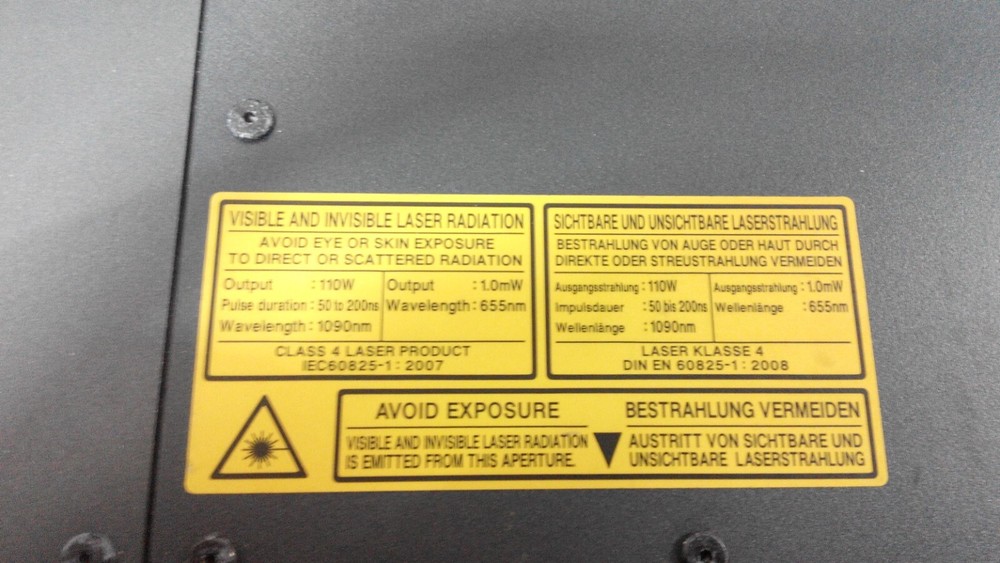 VISIBLE AND INVISIBLE LASER RADIATION
AVOID EYE OR SKIN EXPOSURE
TO DIRECT OR SCATTERED RADIATION
Output : 110W
Pulse duration : 50 to 200ns
Wavelength : 1090nm
Output : 1.0mW
Wavelength : 655nm
CLASS 4 LASER PRODUCT
IEC60825-1 : 2007
SICHTBARE UND UNSICHTBARE LASERSTRAHLUNG
BESTRAHLUNG VON AUGE ODER HAUT DURCH
DIREKTE ODER STREUSTRAHLUNG VERMEIDEN
Ausgangsstrahlung : 110W
Impulsdauer : 50 bis 200ns
Wellenlänge : 1090nm
Ausgangsstrahlung : 1.0mW
Wellenlänge : 655nm
LASER KLASSE 4
DIN EN 60825-1 : 2008
AVOID EXPOSURE
VISIBLE AND INVISIBLE LASER RADIATION
IS EMITTED FROM THIS APERTURE.
BESTRAHLUNG VERMEIDEN
AUSTRITT VON SICHTBARE UND
UNSICHTBARE LASERSTRAHLUNG